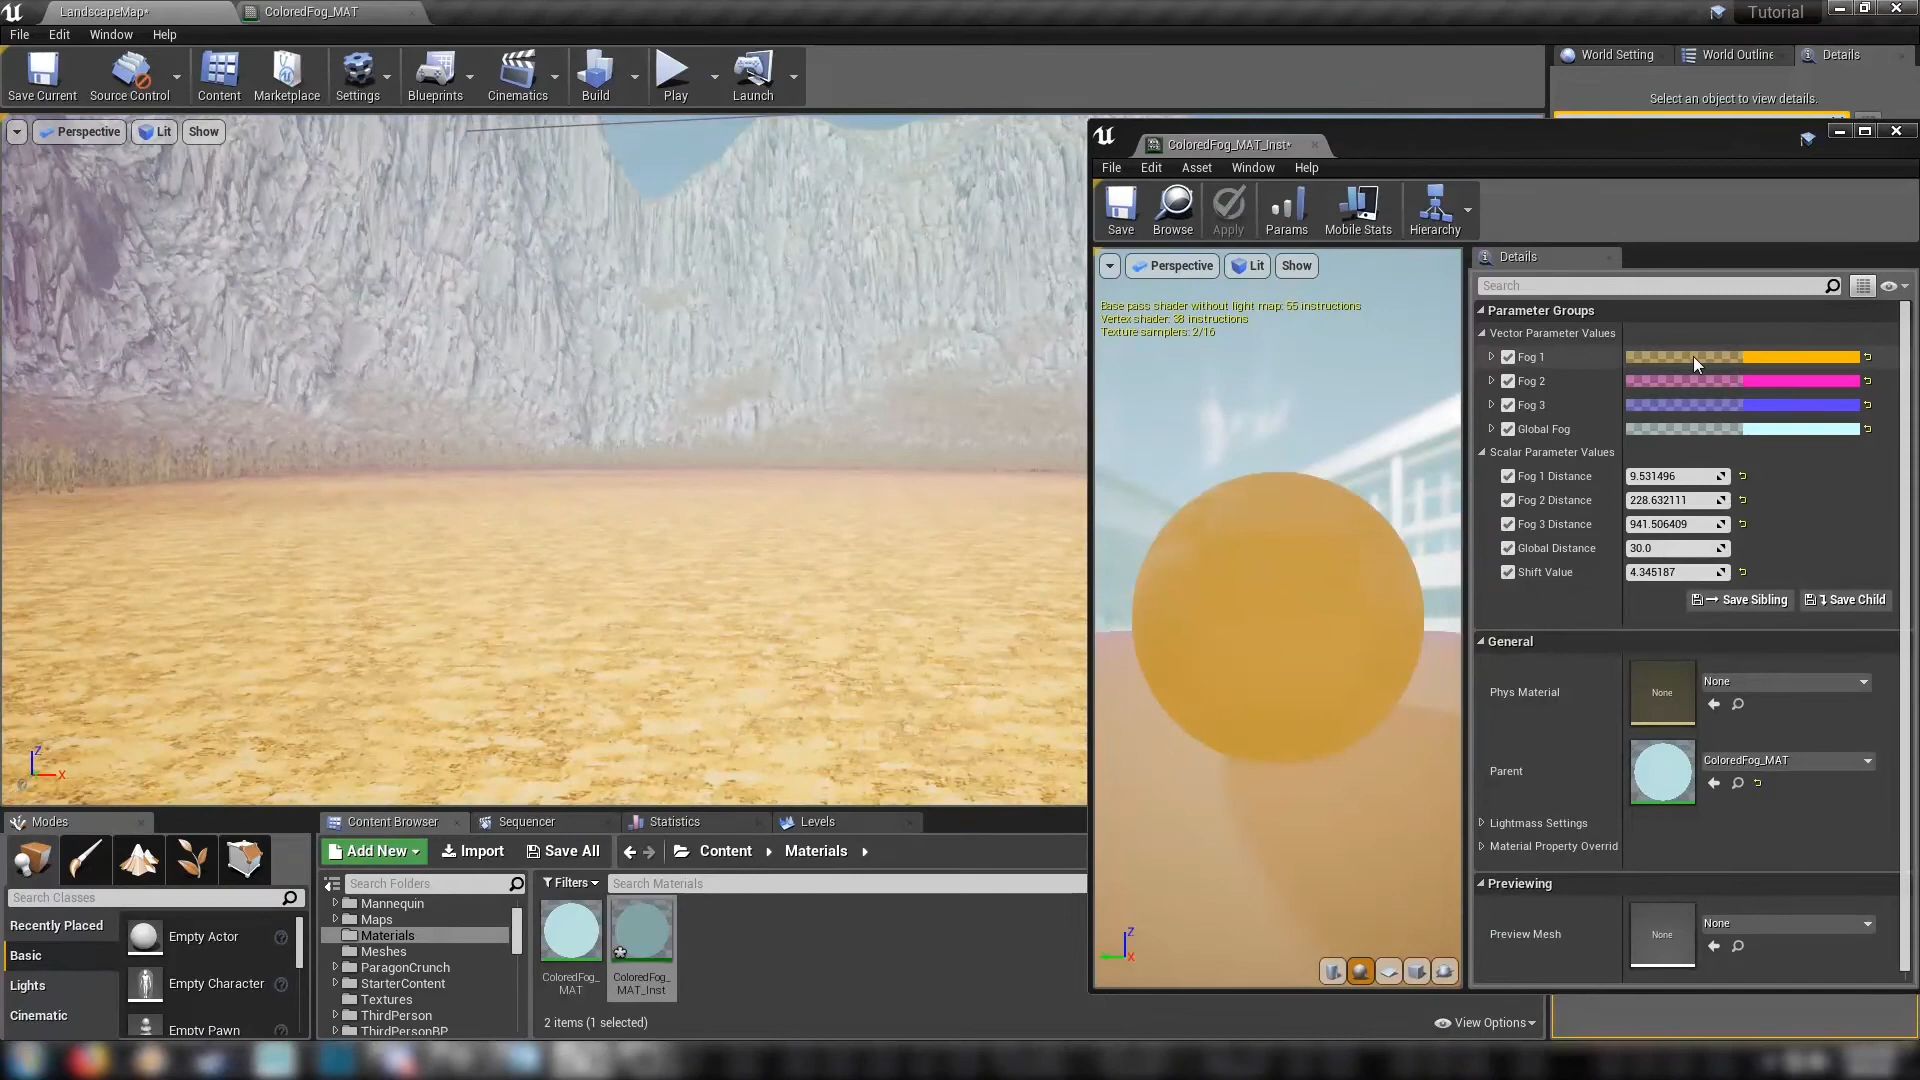 LandscapeMap*
ColoredFog_MAT
Tutorial
File Edit Window Help
Save Current Source Control Content Marketplace Settings Blueprints Cinematics Build Play Launch
World Setting World Outline Details
Select an object to view details.
Perspective Lit Show
ColoredFog_MAT_Inst*
File Edit Asset Window Help
Save Browse Apply Params Mobile Stats Hierarchy
Perspective Lit Show
Base pass shader without light map: 55 instructions
Vertex shader: 38 instructions
Texture samplers: 2/16
Z
X
Details
Search
Parameter Groups
Vector Parameter Values
Fog 1
Fog 2
Fog 3
Global Fog
Scalar Parameter Values
Fog 1 Distance 9.531496
Fog 2 Distance 228.632111
Fog 3 Distance 941.506409
Global Distance 30.0
Shift Value 4.345187
Save Sibling Save Child
General
Phys Material None None
Parent ColoredFog_MAT
Lightmass Settings
Material Property Overrid
Previewing
Preview Mesh None None
Z
X
Modes
Search Classes
Recently Placed
Basic
Lights
Cinematic
Empty Actor
Empty Character
Empty Pawn
Content Browser Sequencer Statistics Levels
Add New Import Save All Content Materials
Search Folders
Mannequin
Maps
Materials
Meshes
ParagonCrunch
StarterContent
Textures
ThirdPerson
ThirdPersonBP
Filters Search Materials
ColoredFog_
MAT
ColoredFog_
MAT_Inst
2 items (1 selected)
View Options